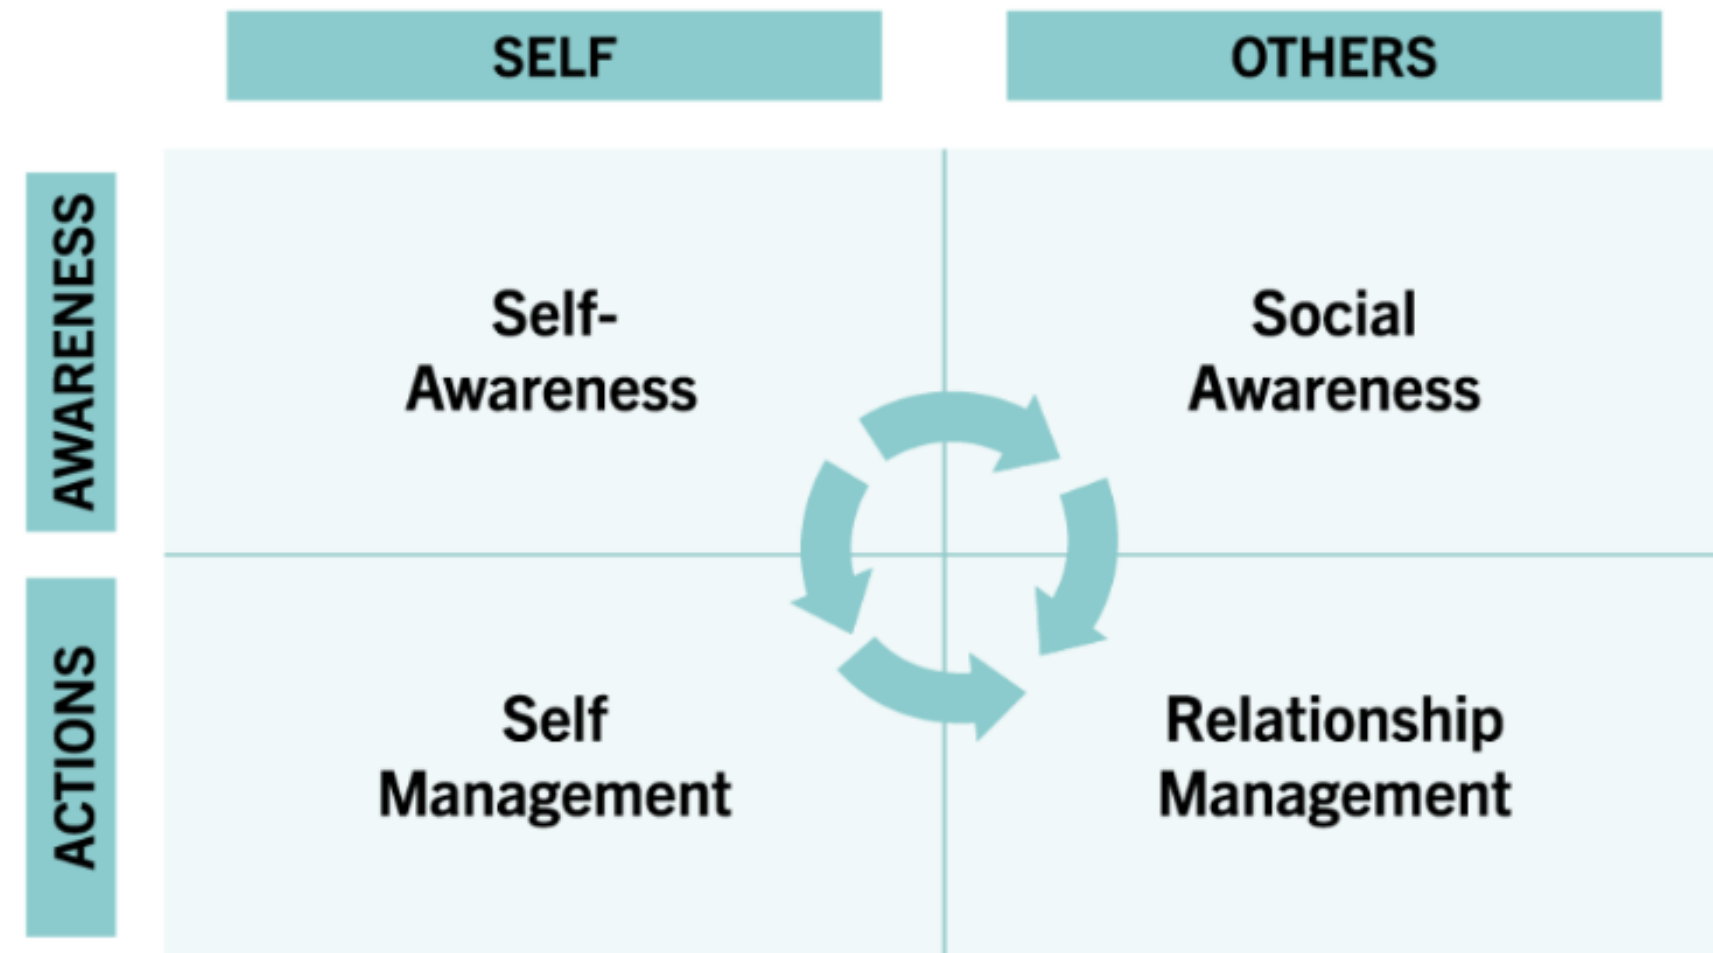 SELF
OTHERS
AWARENESS
Self-
Awareness
Social
Awareness
ACTIONS
Self
Management
Relationship
Management